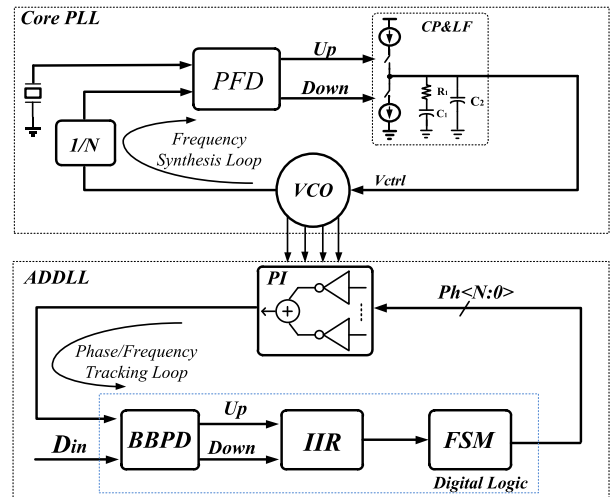 Core PLL
CP&LF
Up
PFD
Down
R1
C1
C2
1/N
Frequency
Synthesis Loop
VCO
Vctrl
ADDLL
PI
Ph<N:0>
Phase/Frequency
Tracking Loop
Din
BBPD
Up
Down
IIR
FSM
Digital Logic